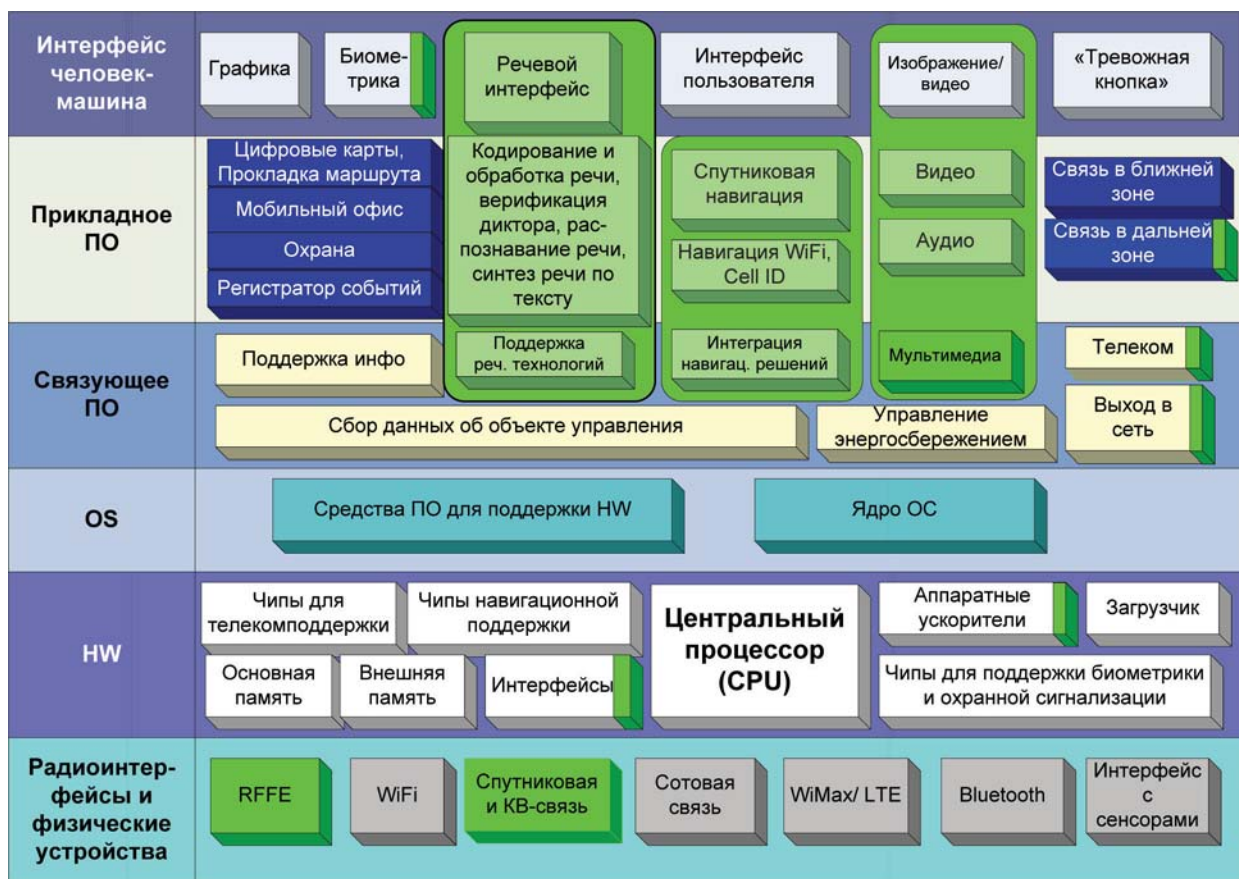 Интерфейс
человек-
машина
Графика
Биоме-
трика
Речевой
интерфейс
Интерфейс
пользователя
Изображение/
видео
«Тревожная
кнопка»
Прикладное
ПО
Цифровые карты,
Прокладка маршрута
Мобильный офис
Охрана
Регистратор событий
Кодирование и
обработка речи,
верификация
диктора, рас-
познавание речи,
синтез речи по
тексту
Спутниковая
навигация
Навигация WiFi,
Cell ID
Видео
Аудио
Связь в ближней
зоне
Связь в дальней
зоне
Связующее
ПО
Поддержка инфо
Поддержка
реч. технологий
Интеграция
навигац. решений
Мультимедиа
Телеком
Сбор данных об объекте управления
Управление
энергосбережением
Выход в
сеть
OS
Средства ПО для поддержки HW
Ядро ОС
HW
Чипы для
телекомподдержки
Чипы навигационной
поддержки
Основная
память
Внешняя
память
Интерфейсы
Центральный
процессор
(CPU)
Аппаратные
ускорители
Загрузчик
Чипы для поддержки биометрики
и охранной сигнализации
Радиоинтер-
фейсы и
физические
устройства
RFFE
WiFi
Спутниковая
и КВ-связь
Сотовая
связь
WiMax/ LTE
Bluetooth
Интерфейс
с
сенсорами